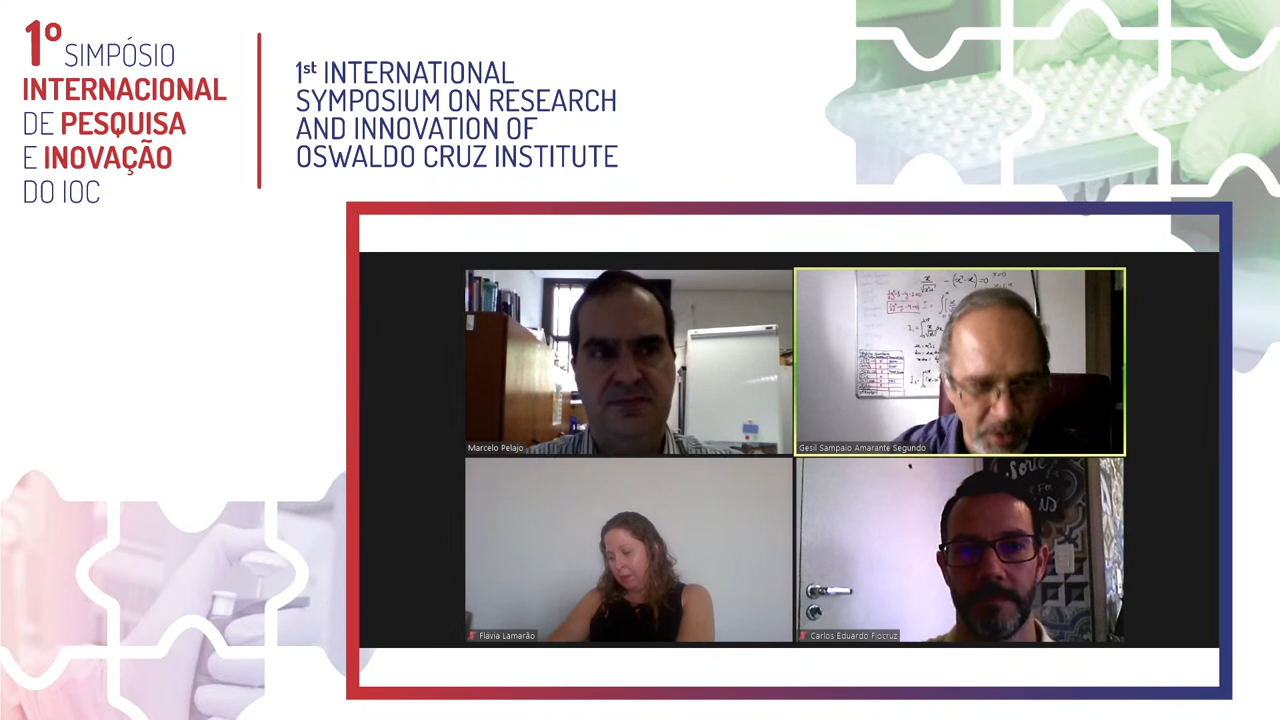 1º SIMPÓSIO
INTERNACIONAL
DE PESQUISA
E INOVAÇÃO
DO IOC
1st INTERNATIONAL
SYMPOSIUM ON RESEARCH
AND INNOVATION OF
OSWALDO CRUZ INSTITUTE
Marcelo Pelajo
Gesil Sampaio Amarante Segundo
Flávia Lamarão
Carlos Eduardo Fiocruz